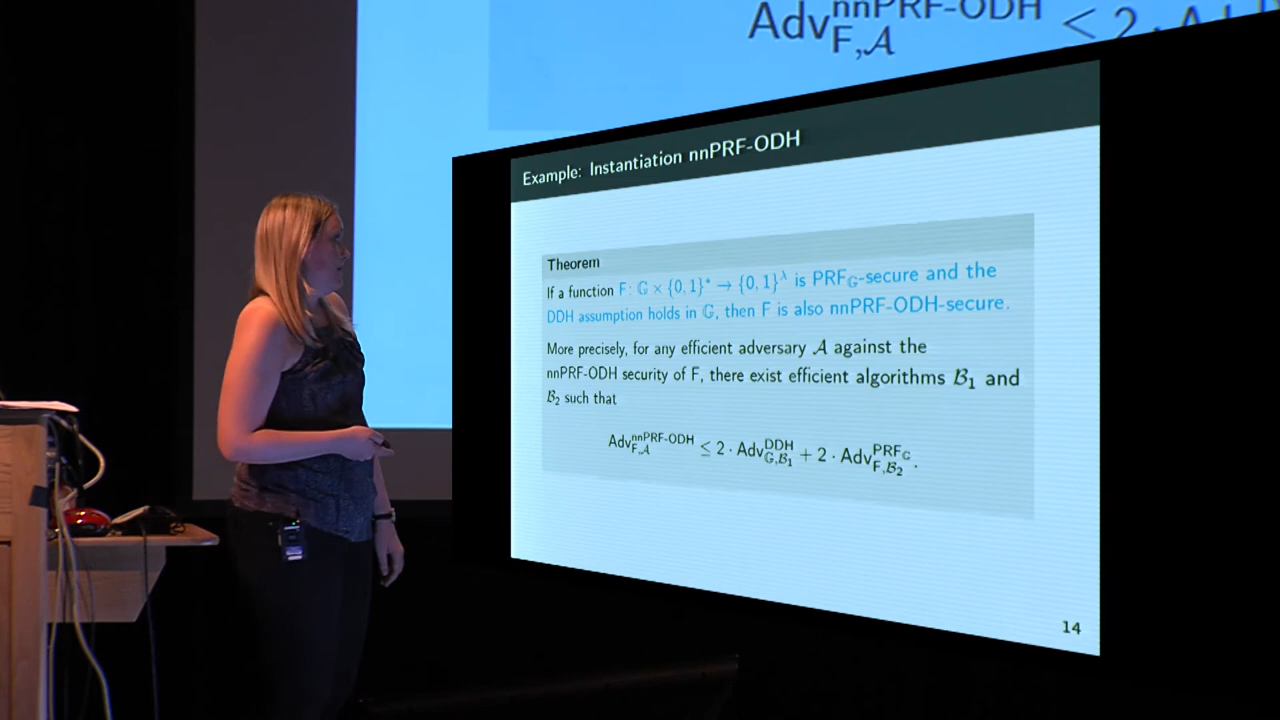 Adv^{nnPRF-ODH}_{F,𝒜} ≤ 2 ·
Example: Instantiation nnPRF-ODH
Theorem
If a function F: 𝔾 × {0, 1}* → {0, 1}^λ is PRF_𝔾-secure and the
DDH assumption holds in 𝔾, then F is also nnPRF-ODH-secure.
More precisely, for any efficient adversary 𝒜 against the
nnPRF-ODH security of F, there exist efficient algorithms ℬ₁ and
ℬ₂ such that
Adv^{nnPRF-ODH}_{F,𝒜} ≤ 2 · Adv^{DDH}_{𝔾,ℬ₁} + 2 · Adv^{PRF_𝔾}_{F,ℬ₂}.
14